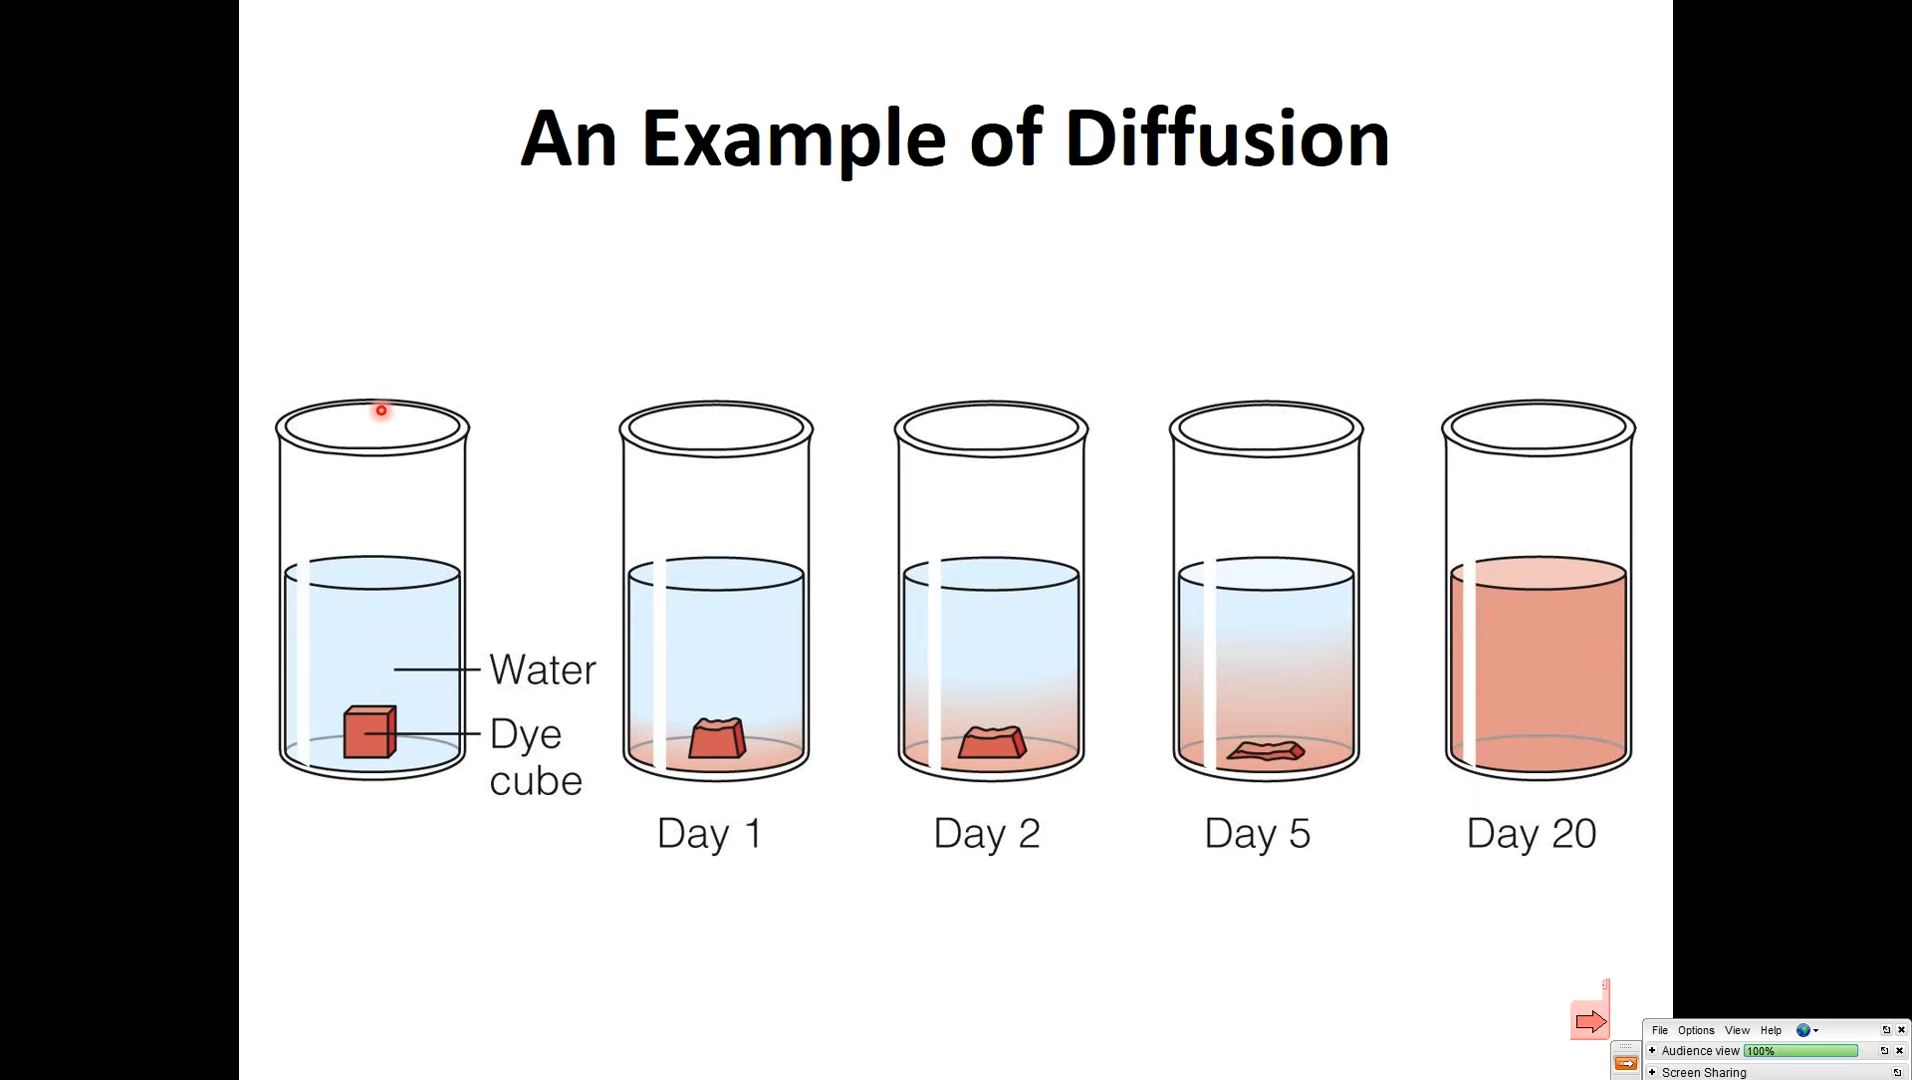 An Example of Diffusion
Water
Dye
cube
Day 1
Day 2
Day 5
Day 20
File Options View Help
Audience view 100%
Screen Sharing